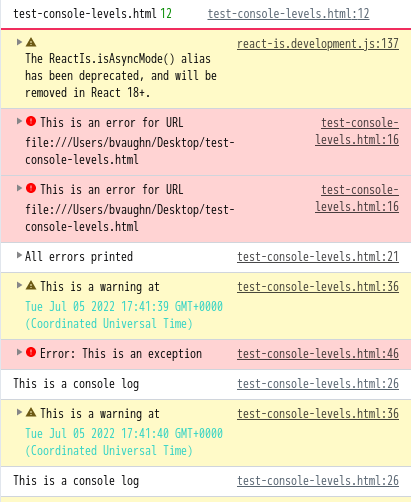 test-console-levels.html 12 test-console-levels.html:12
react-is.development.js:137
The ReactIs.isAsyncMode() alias
has been deprecated, and will be
removed in React 18+.
This is an error for URL test-console-
file:///Users/bvaughn/Desktop/test- levels.html:16
console-levels.html
This is an error for URL test-console-
file:///Users/bvaughn/Desktop/test- levels.html:16
console-levels.html
All errors printed test-console-levels.html:21
This is a warning at test-console-levels.html:36
Tue Jul 05 2022 17:41:39 GMT+0000
(Coordinated Universal Time)
Error: This is an exception test-console-levels.html:46
This is a console log test-console-levels.html:26
This is a warning at test-console-levels.html:36
Tue Jul 05 2022 17:41:40 GMT+0000
(Coordinated Universal Time)
This is a console log test-console-levels.html:26